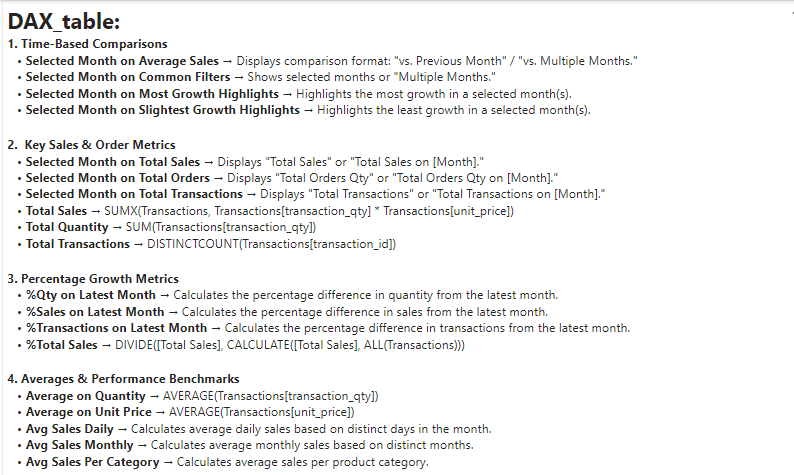 DAX_table:
1. Time-Based Comparisons
• Selected Month on Average Sales → Displays comparison format: "vs. Previous Month" / "vs. Multiple Months."
• Selected Month on Common Filters → Shows selected months or "Multiple Months."
• Selected Month on Most Growth Highlights → Highlights the most growth in a selected month(s).
• Selected Month on Slightest Growth Highlights → Highlights the least growth in a selected month(s).
2. Key Sales & Order Metrics
• Selected Month on Total Sales → Displays "Total Sales" or "Total Sales on [Month]."
• Selected Month on Total Orders → Displays "Total Orders Qty" or "Total Orders Qty on [Month]."
• Selected Month on Total Transactions → Displays "Total Transactions" or "Total Transactions on [Month]."
• Total Sales → SUMX(Transactions, Transactions[transaction_qty] * Transactions[unit_price])
• Total Quantity → SUM(Transactions[transaction_qty])
• Total Transactions → DISTINCTCOUNT(Transactions[transaction_id])
3. Percentage Growth Metrics
• %Qty on Latest Month → Calculates the percentage difference in quantity from the latest month.
• %Sales on Latest Month → Calculates the percentage difference in sales from the latest month.
• %Transactions on Latest Month → Calculates the percentage difference in transactions from the latest month.
• %Total Sales → DIVIDE([Total Sales], CALCULATE([Total Sales], ALL(Transactions)))
4. Averages & Performance Benchmarks
• Average on Quantity → AVERAGE(Transactions[transaction_qty])
• Average on Unit Price → AVERAGE(Transactions[unit_price])
• Avg Sales Daily → Calculates average daily sales based on distinct days in the month.
• Avg Sales Monthly → Calculates average monthly sales based on distinct months.
• Avg Sales Per Category → Calculates average sales per product category.